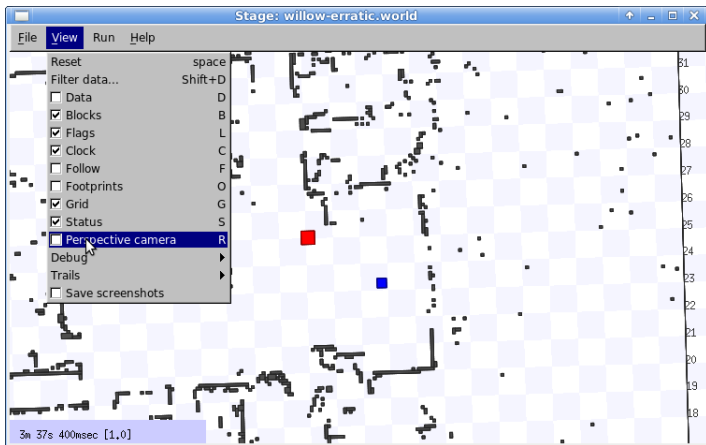 Stage: willow-erratic.world
File View Run Help
Reset space
Filter data... Shift+D
Data D
Blocks B
Flags L
Clock C
Follow F
Footprints O
Grid G
Status S
Perspective camera R
Debug
Trails
Save screenshots
31
30
29
28
27
26
25
24
23
22
21
20
19
18
3m 37s 400msec [1.0]